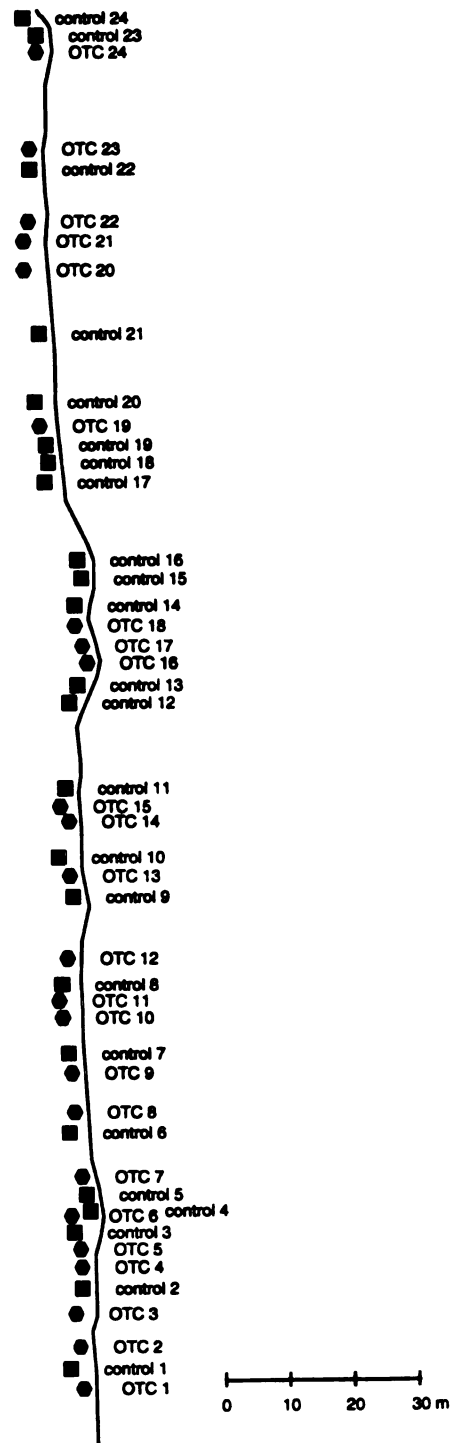 control 24
control 23
OTC 24
OTC 23
control 22
OTC 22
OTC 21
OTC 20
control 21
control 20
OTC 19
control 19
control 18
control 17
control 16
control 15
control 14
OTC 18
OTC 17
OTC 16
control 13
control 12
control 11
OTC 15
OTC 14
control 10
OTC 13
control 9
OTC 12
control 8
OTC 11
OTC 10
control 7
OTC 9
OTC 8
control 6
OTC 7
control 5
control 4
OTC 6
control 3
OTC 5
OTC 4
control 2
OTC 3
OTC 2
control 1
OTC 1
0 10 20 30 m